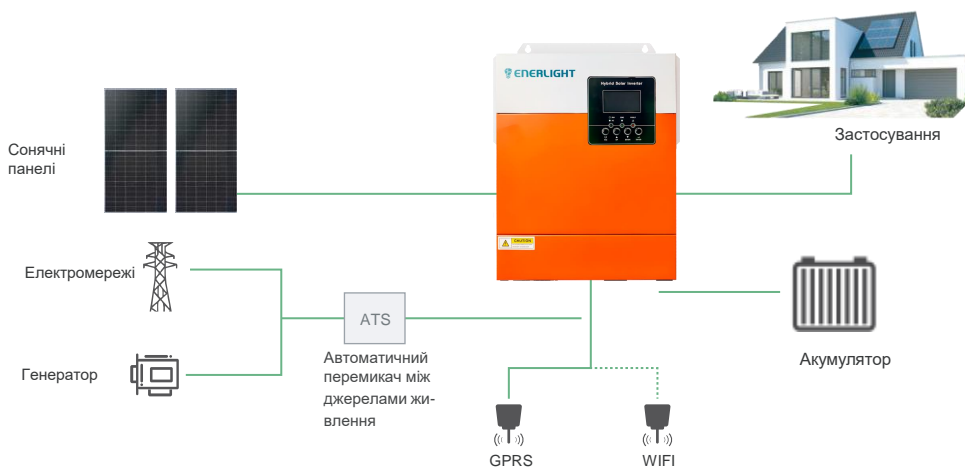 ENERLIGHT
Hybrid Solar Inverter
Застосування
Сонячні
панелі
CAUTION
Електромережі
ATS
Генератор
Автоматичний
перемикач між
джерелами жи-
влення
Акумулятор
GPRS
WIFI